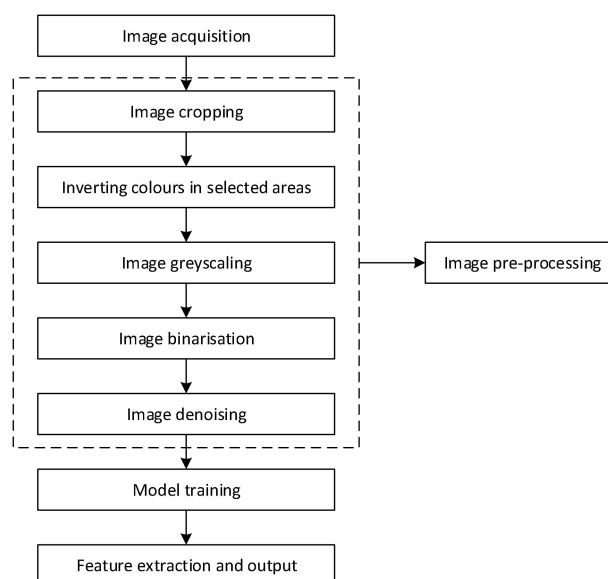 Image acquisition
Image cropping
Inverting colours in selected areas
Image greyscaling
Image pre-processing
Image binarisation
Image denoising
Model training
Feature extraction and output